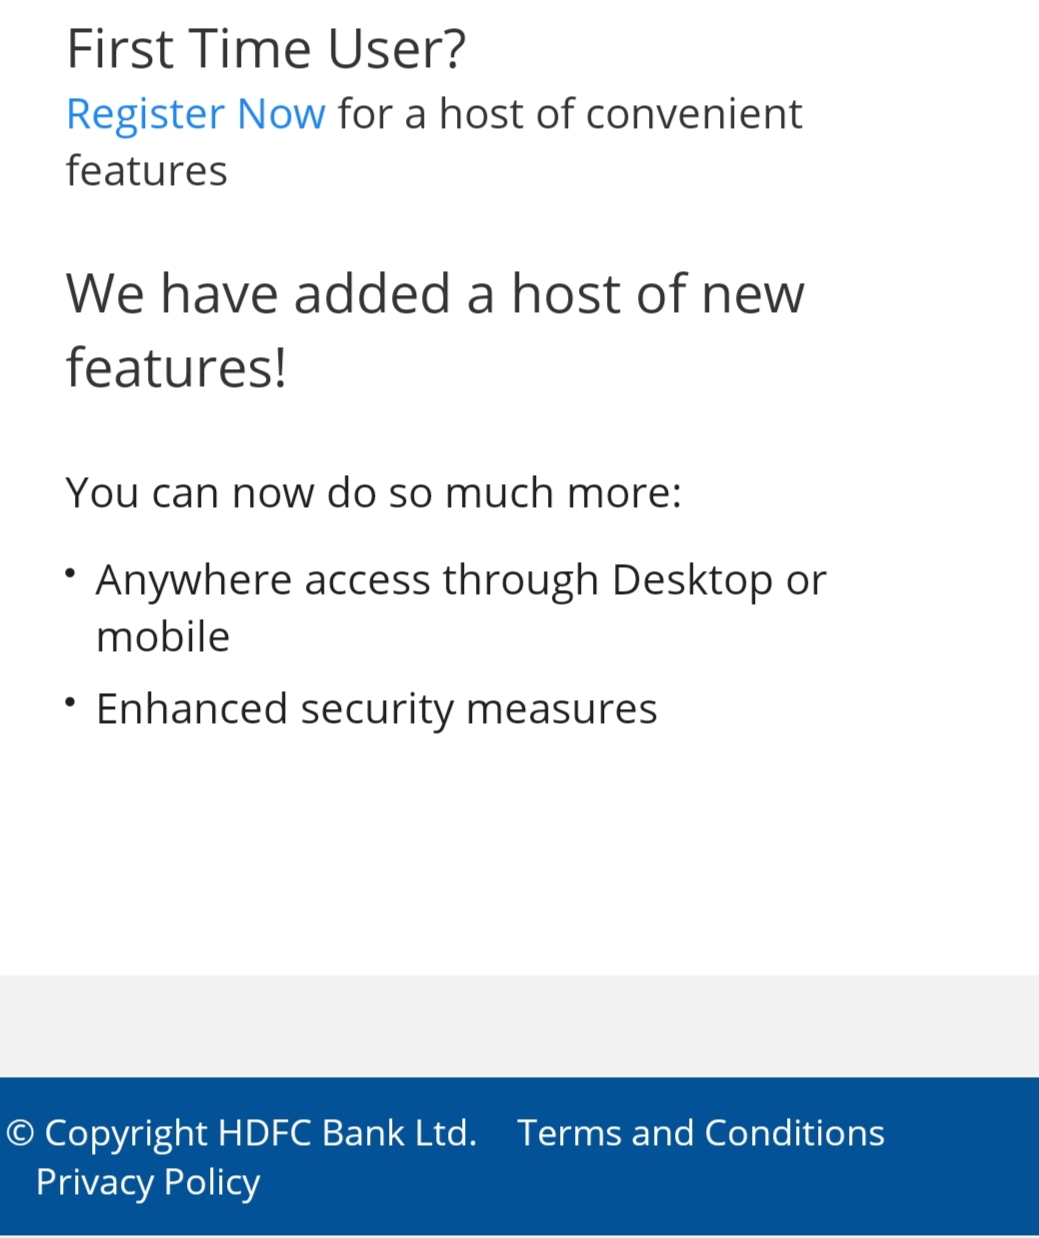 First Time User?
Register Now for a host of convenient
features
We have added a host of new
features!
You can now do so much more:
• Anywhere access through Desktop or
mobile
• Enhanced security measures
© Copyright HDFC Bank Ltd. Terms and Conditions
Privacy Policy